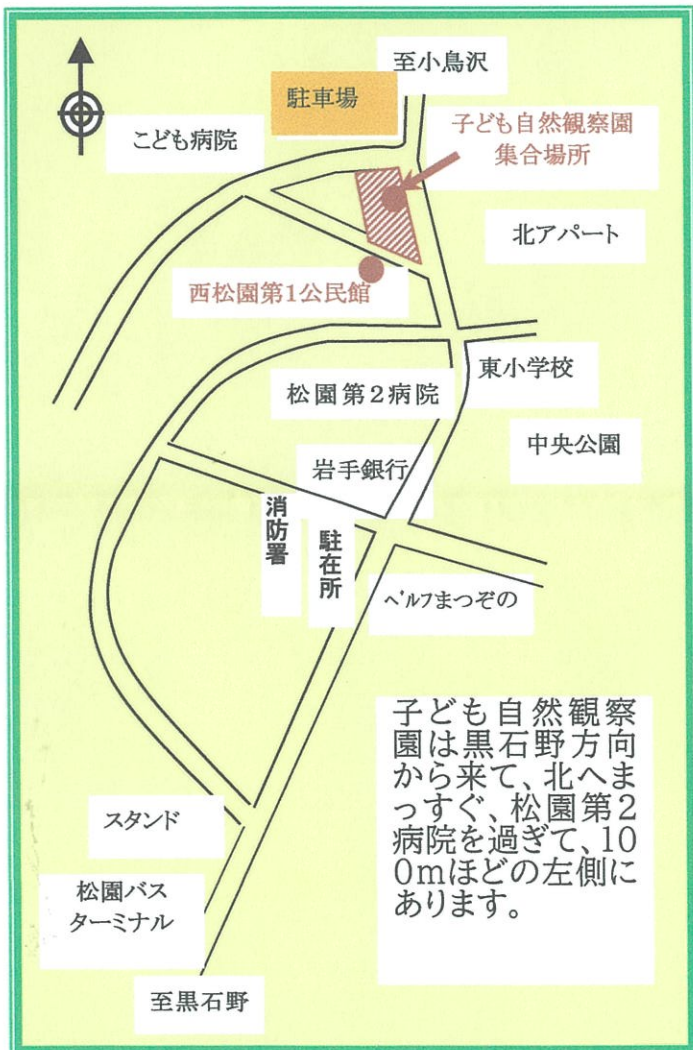 至小鳥沢
駐車場
こども病院
子ども自然観察園
集合場所
北アパート
西松園第1公民館
東小学校
松園第2病院
中央公園
岩手銀行
消防署
駐在所
ベルフまつぞの
子ども自然観察
園は黒石野方向
から来て、北へま
っすぐ、松園第2
病院を過ぎて、10
0mほどの左側に
あります。
スタンド
松園バス
ターミナル
至黒石野